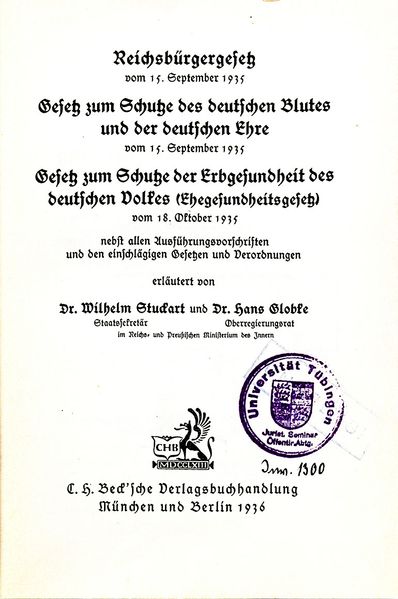 Reichsbürgergesetz
vom 15. September 1935
Gesetz zum Schutze des deutschen Blutes
und der deutschen Ehre
vom 15. September 1935
Gesetz zum Schutze der Erbgesundheit des
deutschen Volkes (Ehegesundheitsgesetz)
vom 18. Oktober 1935
nebst allen Ausführungsvorschriften
und den einschlägigen Gesetzen und Verordnungen
erläutert von
Dr. Wilhelm Stuckart und Dr. Hans Globke
Staatssekretär Oberregierungsrat
im Reichs- und Preußischen Ministerium des Innern
Universität Tübingen
Jurist. Seminar
Öffentlr. Abtg.
CHB
MDCCLXIII
Inv. 1300
C. H. Beck'sche Verlagsbuchhandlung
München und Berlin 1936